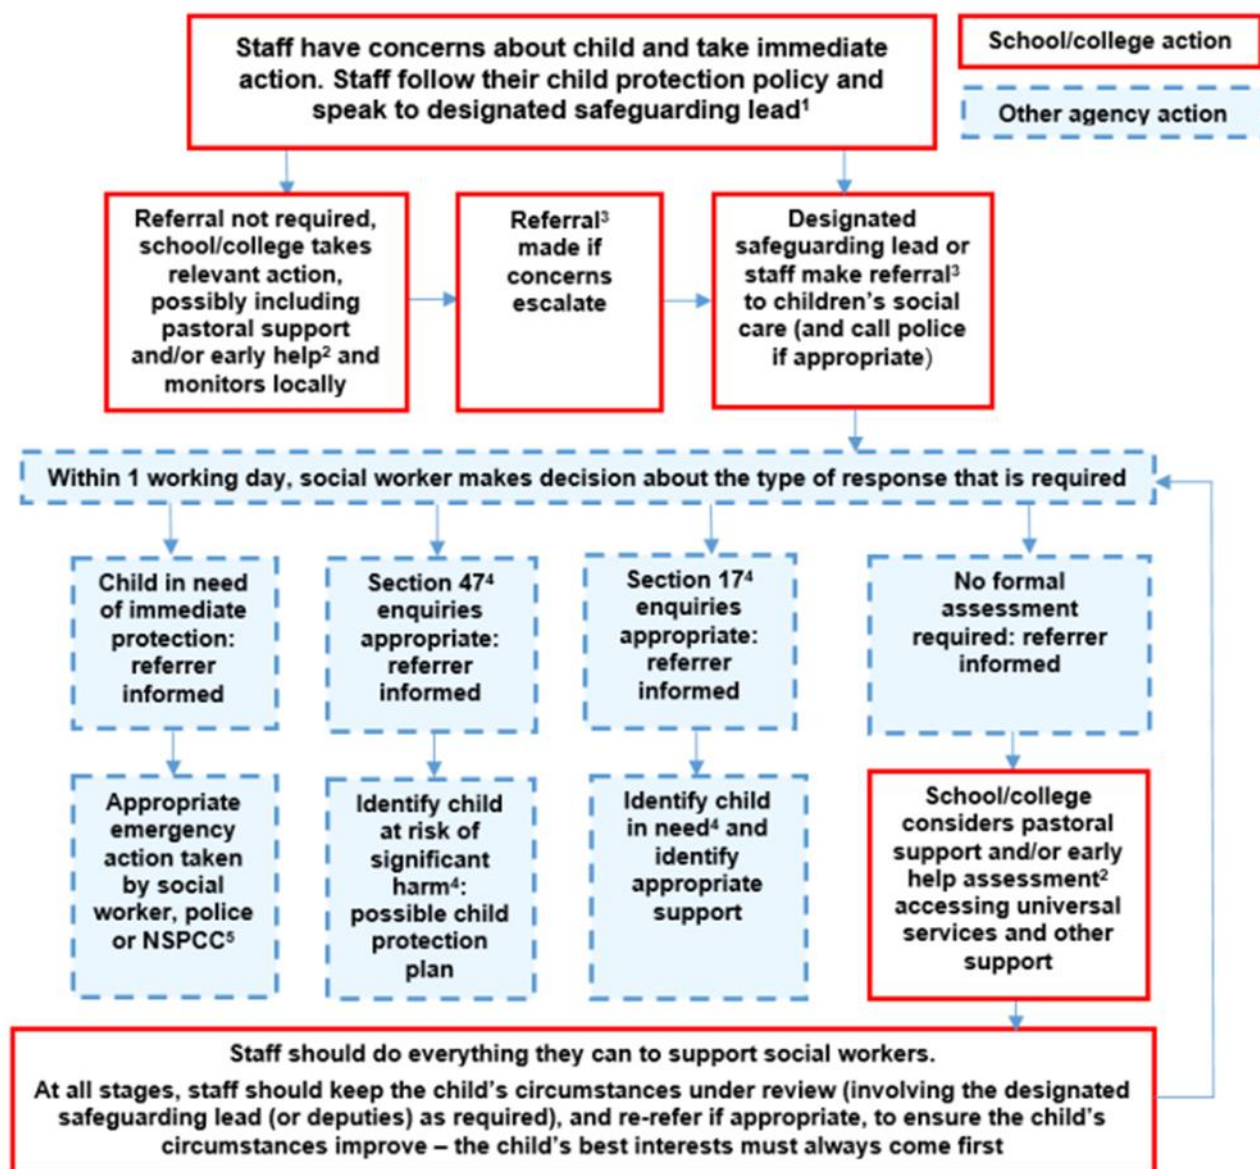 Staff have concerns about child and take immediate
action. Staff follow their child protection policy and
speak to designated safeguarding lead¹
School/college action
Other agency action
Referral not required,
school/college takes
relevant action,
possibly including
pastoral support
and/or early help² and
monitors locally
Referral³
made if
concerns
escalate
Designated
safeguarding lead or
staff make referral³
to children’s social
care (and call police
if appropriate)
Within 1 working day, social worker makes decision about the type of response that is required
Child in need
of immediate
protection:
referrer
informed
Section 47⁴
enquiries
appropriate:
referrer
informed
Section 17⁴
enquiries
appropriate:
referrer
informed
No formal
assessment
required: referrer
informed
Appropriate
emergency
action taken
by social
worker, police
or NSPCC⁵
Identify child
at risk of
significant
harm⁴:
possible child
protection
plan
Identify child
in need⁴ and
identify
appropriate
support
School/college
considers pastoral
support and/or early
help assessment²
accessing universal
services and other
support
Staff should do everything they can to support social workers.
At all stages, staff should keep the child’s circumstances under review (involving the designated
safeguarding lead (or deputies) as required), and re-refer if appropriate, to ensure the child’s
circumstances improve – the child’s best interests must always come first